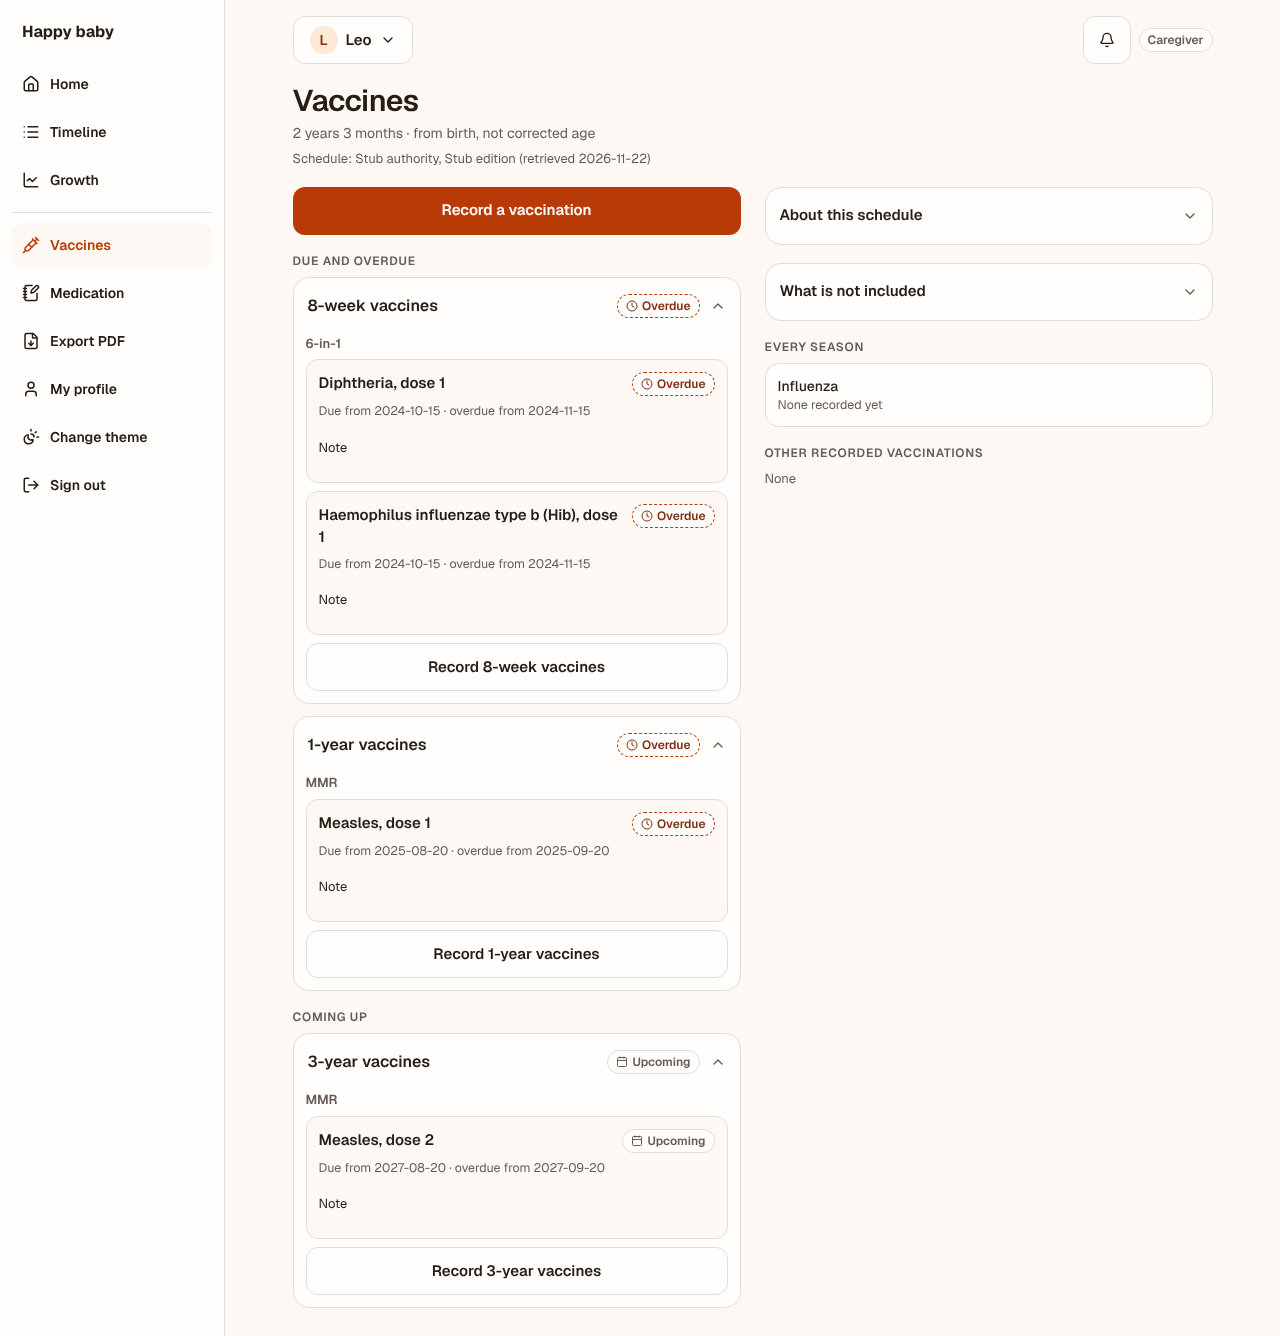 Happy baby
Home
Timeline
Growth
Vaccines
Medication
Export PDF
My profile
Change theme
Sign out
L Leo
Caregiver
Vaccines
2 years 3 months · from birth, not corrected age
Schedule: Stub authority, Stub edition (retrieved 2026-11-22)
Record a vaccination
DUE AND OVERDUE
8-week vaccines Overdue
6-in-1
Diphtheria, dose 1 Overdue
Due from 2024-10-15 · overdue from 2024-11-15
Note
Haemophilus influenzae type b (Hib), dose Overdue
1
Due from 2024-10-15 · overdue from 2024-11-15
Note
Record 8-week vaccines
1-year vaccines Overdue
MMR
Measles, dose 1 Overdue
Due from 2025-08-20 · overdue from 2025-09-20
Note
Record 1-year vaccines
COMING UP
3-year vaccines Upcoming
MMR
Measles, dose 2 Upcoming
Due from 2027-08-20 · overdue from 2027-09-20
Note
Record 3-year vaccines
About this schedule
What is not included
EVERY SEASON
Influenza
None recorded yet
OTHER RECORDED VACCINATIONS
None